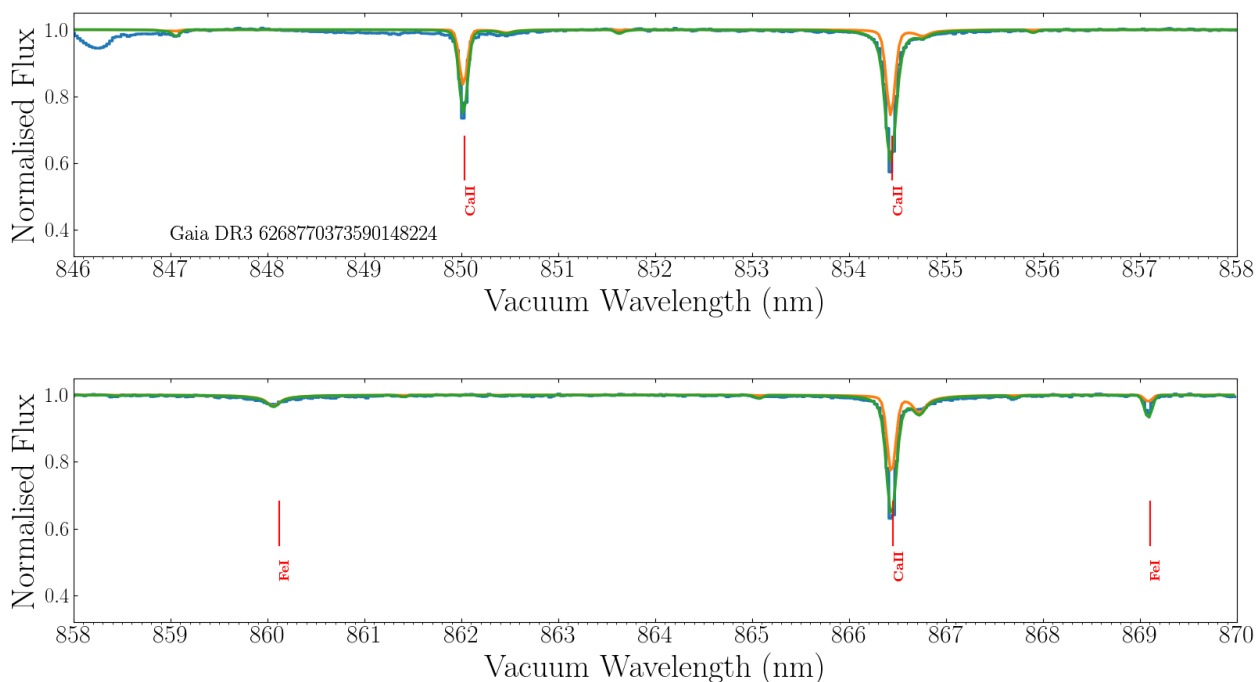 Normalised Flux
1.0
0.8
0.6
0.4
CaII
CaII
Gaia DR3 6268770373590148224
846 847 848 849 850 851 852 853 854 855 856 857 858
Vacuum Wavelength (nm)
Normalised Flux
1.0
0.8
0.6
0.4
FeI
CaII
FeI
858 859 860 861 862 863 864 865 866 867 868 869 870
Vacuum Wavelength (nm)